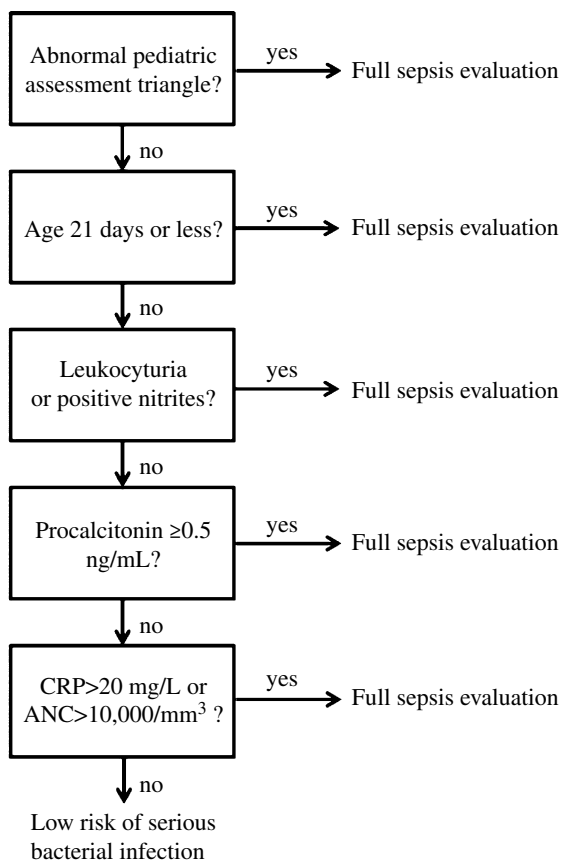 Abnormal pediatric
assessment triangle?
yes
Full sepsis evaluation
no
Age 21 days or less?
yes
Full sepsis evaluation
no
Leukocyturia
or positive nitrites?
yes
Full sepsis evaluation
no
Procalcitonin ≥0.5
ng/mL?
yes
Full sepsis evaluation
no
CRP>20 mg/L or
ANC>10,000/mm³ ?
yes
Full sepsis evaluation
no
Low risk of serious
bacterial infection